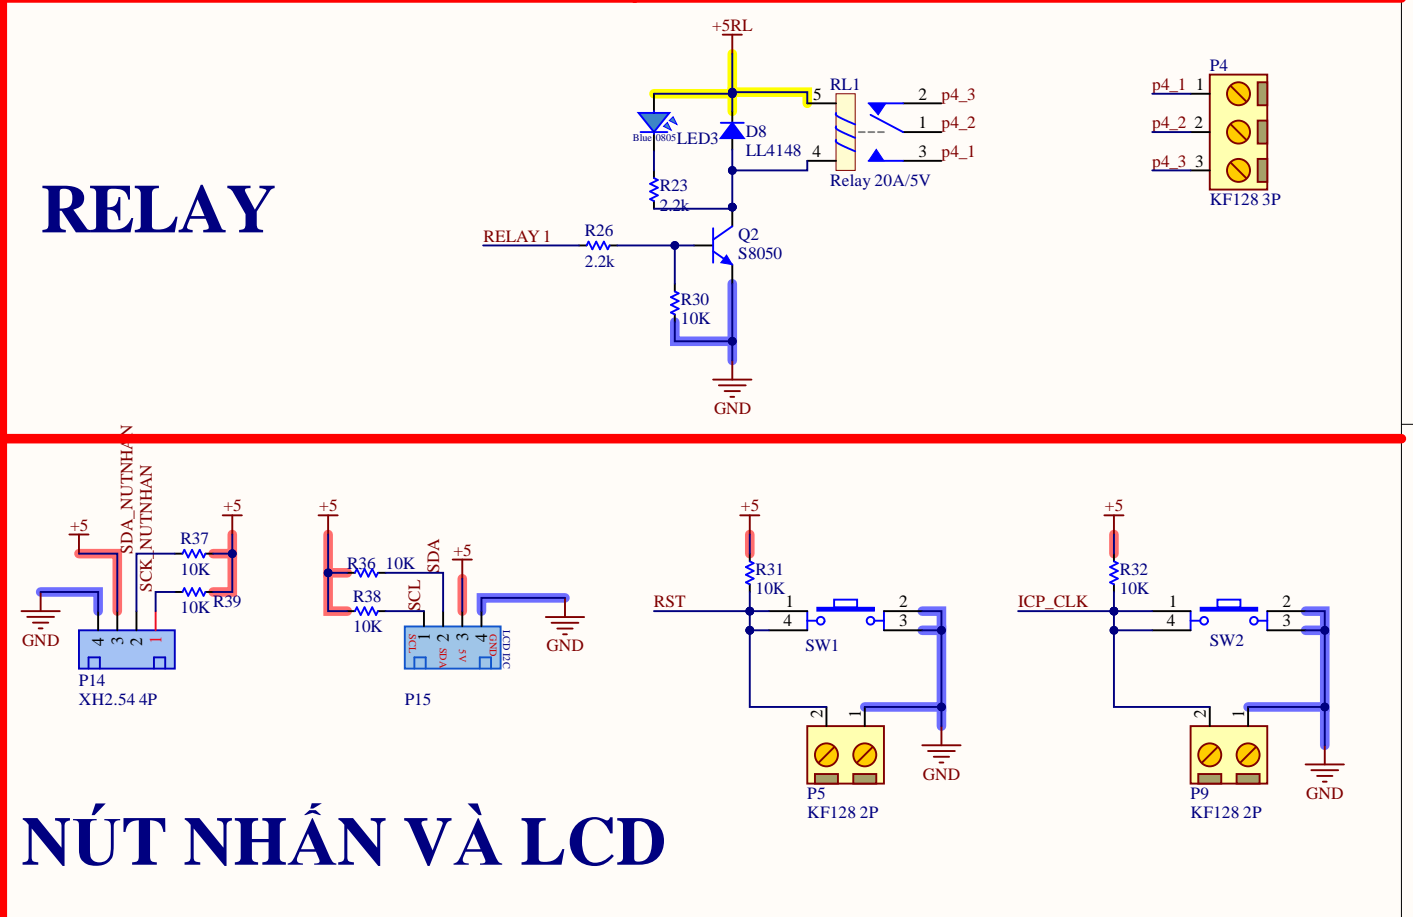 +5RL
RL1
P4
5
2
p4_3
p4_1
1
Blue 0805
LED3
D8
LL4148
1
p4_2
p4_2
2
4
3
p4_1
p4_3
3
Relay 20A/5V
KF128 3P
RELAY
R23
2.2k
RELAY 1
R26
2.2k
Q2
S8050
R30
10K
GND
SDA_NUTNHAN
SCK_NUTNHAN
+5
+5
R37
10K
10K
R39
GND
4
3
2
1
P14
XH2.54 4P
+5
R36
10K
SDA
+5
R38
10K
SCL
1
2
3
4
SCL
SDA
5V
GND
LCD I2C
GND
P15
+5
R31
10K
RST
1
4
2
3
SW1
2
1
GND
P5
KF128 2P
+5
R32
10K
ICP_CLK
1
4
2
3
SW2
2
1
GND
P9
KF128 2P
NÚT NHẤN VÀ LCD